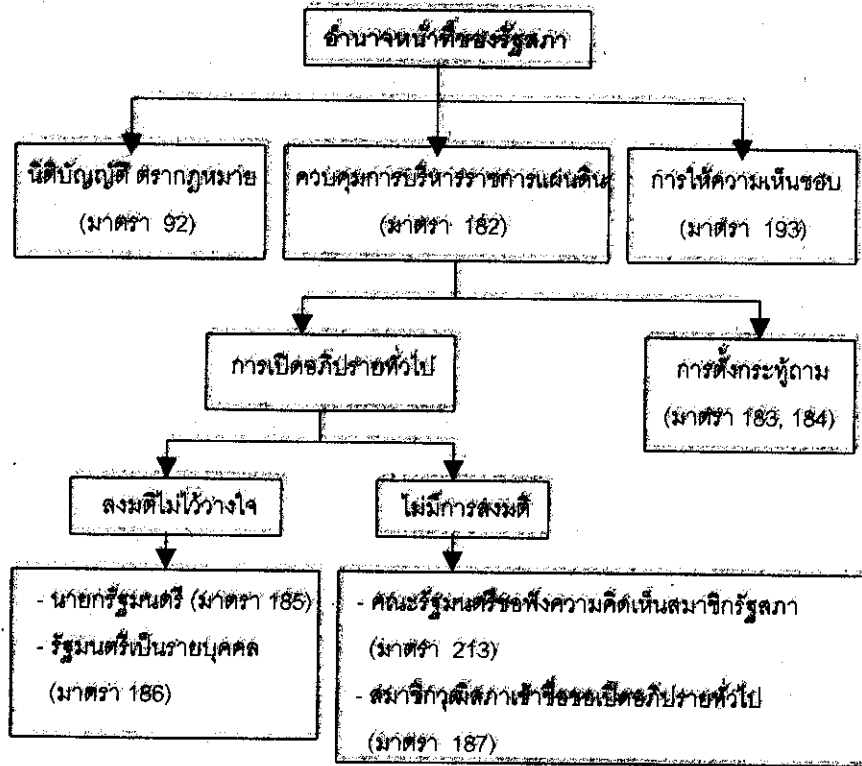 อำนาจหน้าที่ของรัฐสภา
นิติบัญญัติ ตรากฎหมาย
(มาตรา 92)
ควบคุมการบริหารราชการแผ่นดิน
(มาตรา 182)
การให้ความเห็นชอบ
(มาตรา 193)
การเปิดอภิปรายทั่วไป
การตั้งกระทู้ถาม
(มาตรา 183, 184)
ลงมติไม่ไว้วางใจ
ไม่มีการลงมติ
- นายกรัฐมนตรี (มาตรา 185)
- รัฐมนตรีเป็นรายบุคคล
(มาตรา 186)
- คณะรัฐมนตรีขอฟังความคิดเห็นสมาชิกรัฐสภา
(มาตรา 213)
- สมาชิกวุฒิสภาเข้าชื่อขอเปิดอภิปรายทั่วไป
(มาตรา 187)